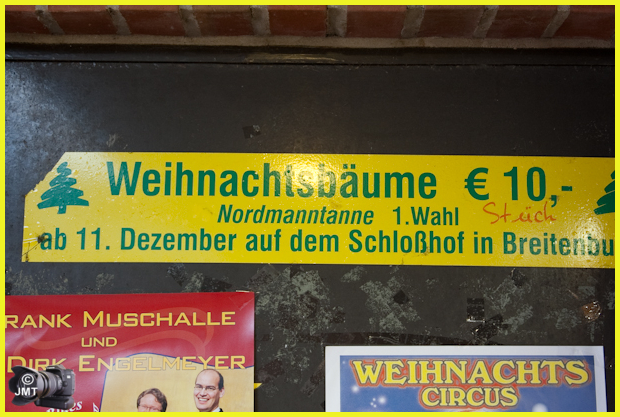 Weihnachtsbäume € 10,-
Nordmanntanne 1.Wahl Stück
ab 11. Dezember auf dem Schloßhof in Breitenbu
RANK MUSCHALLE
UND
DIRK ENGELMEYER
WEIHNACHTS
CIRCUS
©
JMT